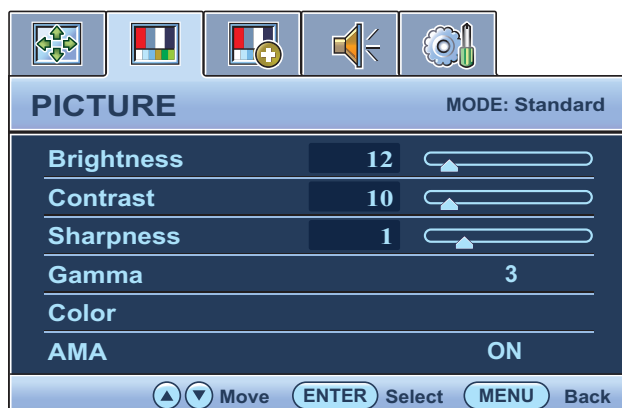 PICTURE MODE: Standard
Brightness 12
Contrast 10
Sharpness 1
Gamma 3
Color
AMA ON
Move ENTER Select MENU Back